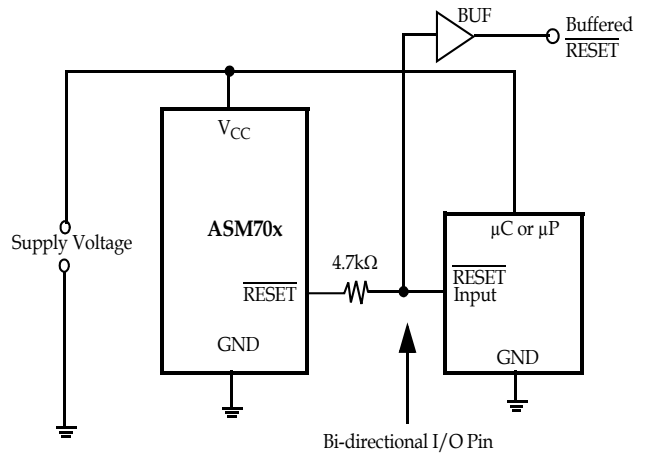 BUF
Buffered
RESET
VCC
ASM70x
µC or µP
Supply Voltage
4.7kΩ
RESET
RESET
Input
GND
GND
Bi-directional I/O Pin